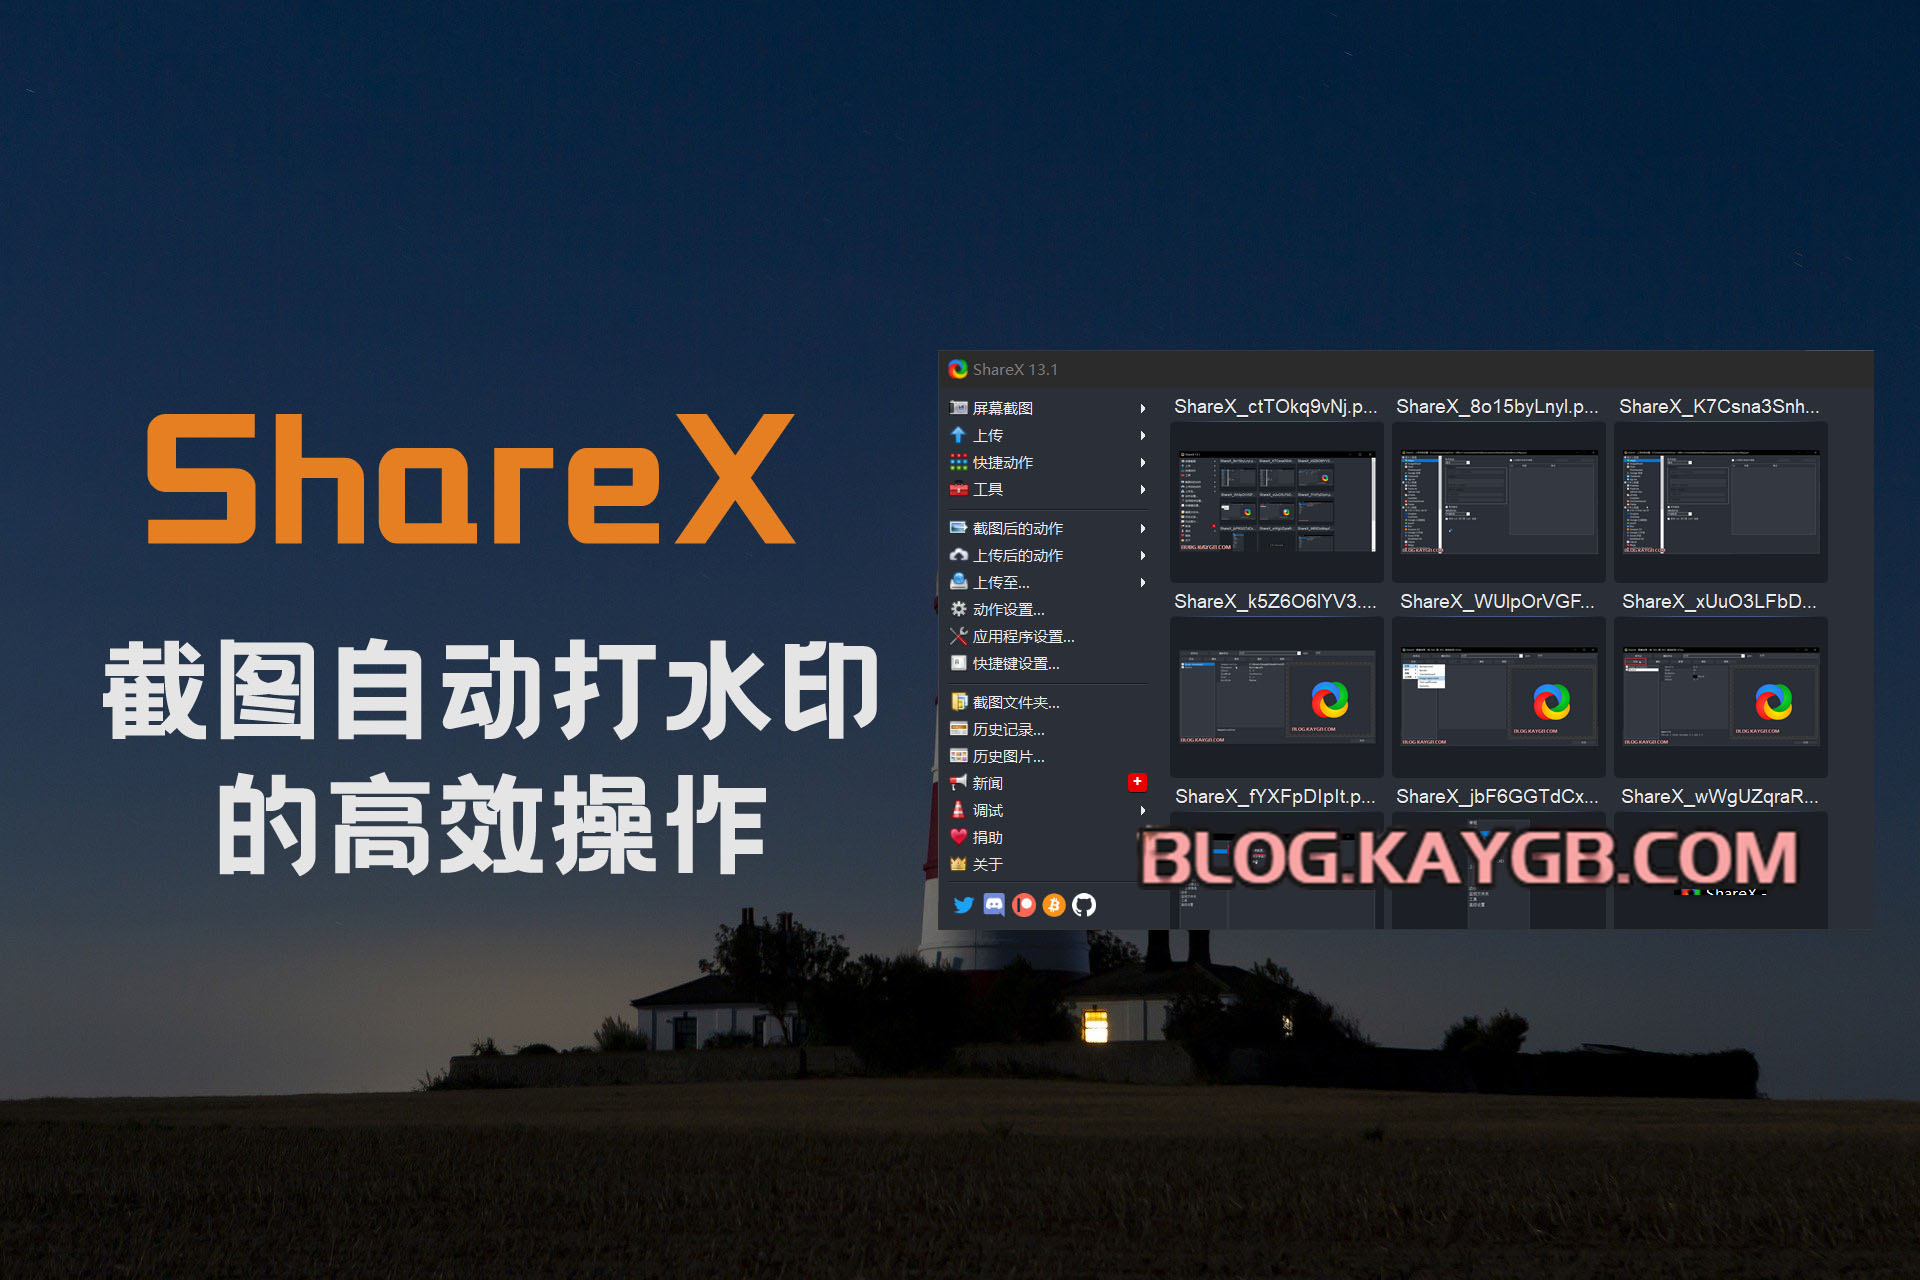 ShareX
截图自动打水印
的高效操作
ShareX 13.1
屏幕截图
上传
快捷动作
工具
截图后的动作
上传后的动作
上传至...
动作设置...
应用程序设置...
快捷键设置...
截图文件夹...
历史记录...
历史图片...
新闻
调试
捐助
关于
ShareX_ctTOkq9vNj.p...
ShareX_8o15byLnyl.p...
ShareX_K7Csna3Snh...
ShareX_k5Z6O6lYV3....
ShareX_WUlpOrVGF...
ShareX_xUuO3LFbD...
ShareX_fYXFpDIpIt.p...
ShareX_jbF6GGTdCx...
ShareX_wWgUZqraR...
BLOG.KAYGB.COM
ShareX -